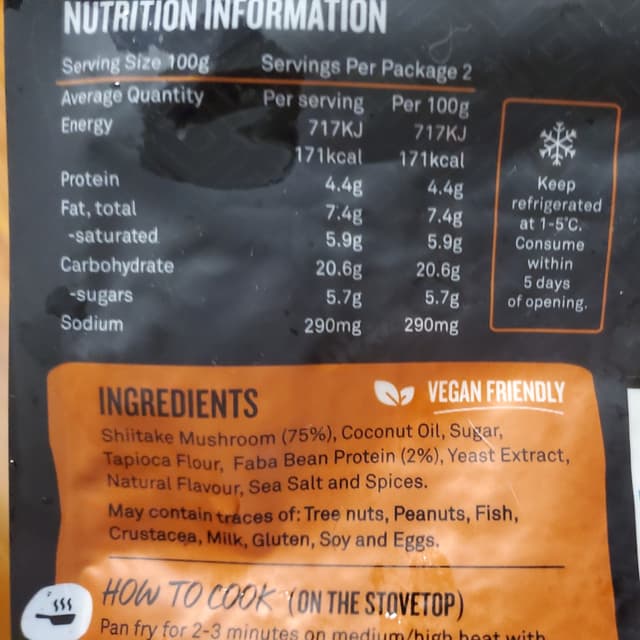 NUTRITION INFORMATION
Serving Size 100g Servings Per Package 2
Average Quantity Per serving Per 100g
Energy 717KJ 717KJ
171kcal 171kcal
Protein 4.4g 4.4g
Fat, total 7.4g 7.4g
-saturated 5.9g 5.9g
Carbohydrate 20.6g 20.6g
-sugars 5.7g 5.7g
Sodium 290mg 290mg
Keep
refrigerated
at 1-5°C.
Consume
within
5 days
of opening.
INGREDIENTS
VEGAN FRIENDLY
Shiitake Mushroom (75%), Coconut Oil, Sugar,
Tapioca Flour, Faba Bean Protein (2%), Yeast Extract,
Natural Flavour, Sea Salt and Spices.
May contain traces of: Tree nuts, Peanuts, Fish,
Crustacea, Milk, Gluten, Soy and Eggs.
HOW TO COOK (ON THE STOVETOP)
Pan fry for 2-3 minutes on medium/high heat with